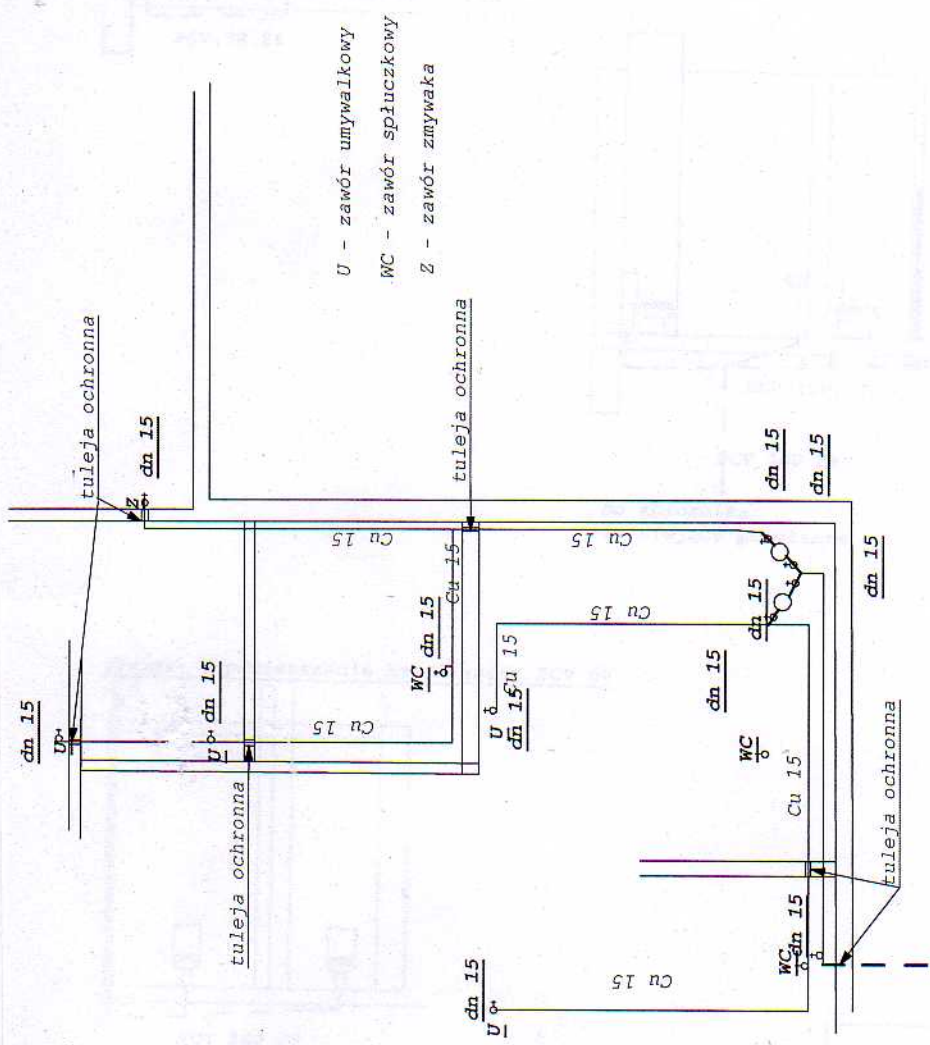 U - zawór umywalkowy
WC - zawór spłuczkowy
Z - zawór zmywaka
tuleja ochronna
dn 15
Z
dn 15
U
dn 15
U
tuleja ochronna
Cu 15
Cu 15
Cu 15
WC
dn 15
tuleja ochronna
Cu 15
Cu 15
Cu 15
U
dn 15
dn 15
dn 15
dn 15
dn 15
dn 15
WC
Cu 15
tuleja ochronna
WC
dn 15
Cu 15
dn 15
U